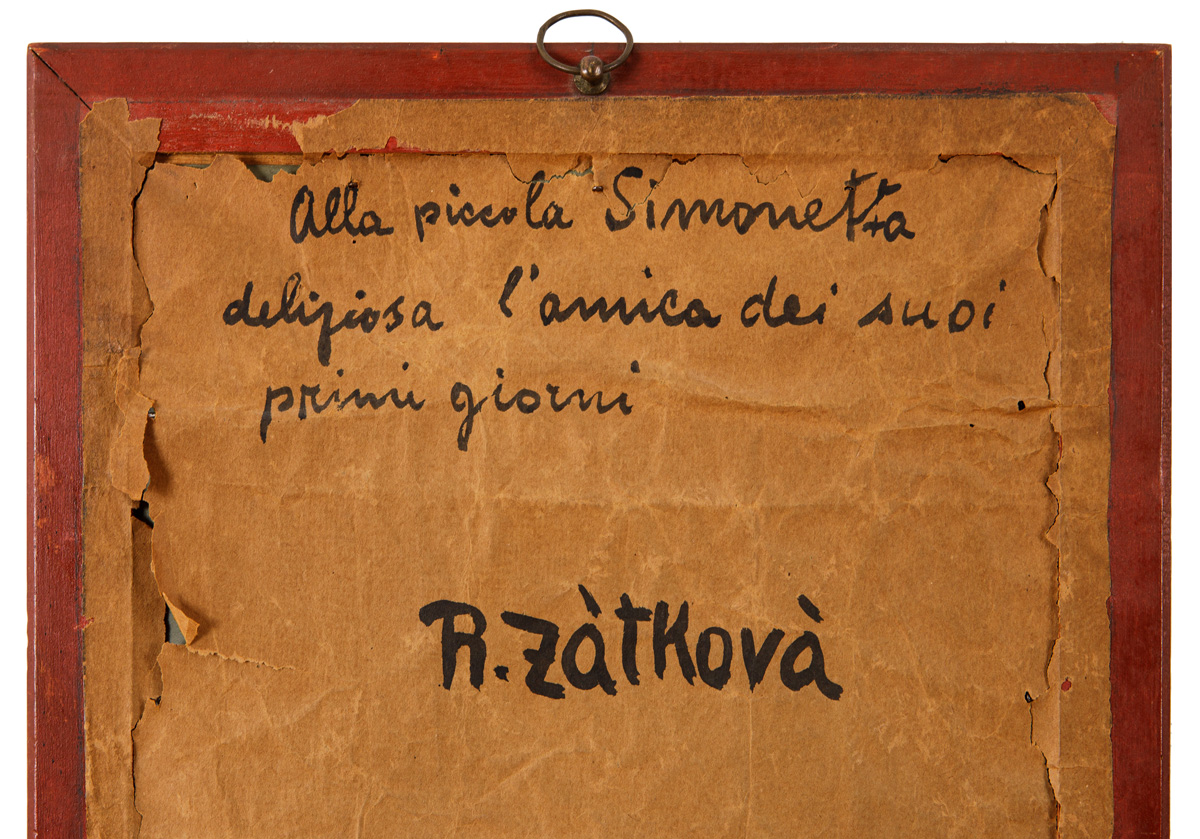 Alla piccola Simonetta
deliziosa l'amica dei suoi
primi giorni
R. Zàtkovà